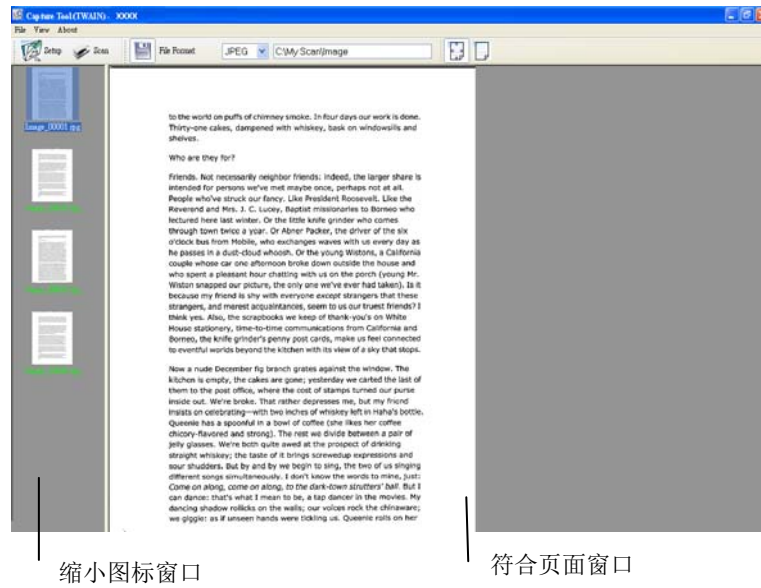 Capture Tool(TWAIN)- XXXX
File View About
Setup Scan File Format JPEG C:\My Scan\Image
Image_00001.jpg
to the world on puffs of chimney smoke. In four days our work is done.
Thirty-one cakes, dampened with whiskey, bask on windowsills and
shelves.
Who are they for?
Friends. Not necessarily neighbor friends: indeed, the larger share is
intended for persons we've met maybe once, perhaps not at all.
People who've struck our fancy. Like President Roosevelt. Like the
Reverend and Mrs. J. C. Lucey, Baptist missionaries to Borneo who
lectured here last winter. Or the little knife grinder who comes
through town twice a year. Or Abner Packer, the driver of the six
o'clock bus from Mobile, who exchanges waves with us every day as
he passes in a dust-cloud whoosh. Or the young Wistons, a California
couple whose car one afternoon broke down outside the house and
who spent a pleasant hour chatting with us on the porch (young Mr.
Wiston snapped our picture, the only one we've ever had taken). Is it
because my friend is shy with everyone except strangers that these
strangers, and merest acquaintances, seem to us our truest friends? I
think yes. Also, the scrapbooks we keep of thank-you's on White
House stationery, time-to-time communications from California and
Borneo, the knife grinder's penny post cards, make us feel connected
to eventful worlds beyond the kitchen with its view of a sky that stops.
Now a nude December fig branch grates against the window. The
kitchen is empty, the cakes are gone; yesterday we carted the last of
them to the post office, where the cost of stamps turned our purse
inside out. We're broke. That rather depresses me, but my friend
insists on celebrating—with two inches of whiskey left in Haha's bottle.
Queenie has a spoonful in a bowl of coffee (she likes her coffee
chicory-flavored and strong). The rest we divide between a pair of
jelly glasses. We're both quite awed at the prospect of drinking
straight whiskey; the taste of it brings screwedup expressions and
sour shudders. But by and by we begin to sing, the two of us singing
different songs simultaneously. I don't know the words to mine, just:
Come on along, come on along, to the dark-town strutters' ball. But I
can dance: that's what I mean to be, a tap dancer in the movies. My
dancing shadow rollicks on the walls; our voices rock the chinaware;
we giggle: as if unseen hands were tickling us. Queenie rolls on her
缩小图标窗口
符合页面窗口